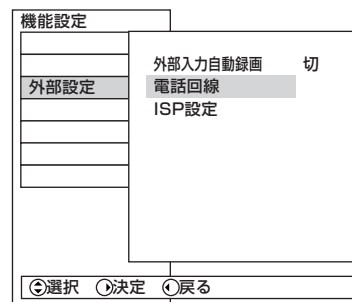 機能設定
外部入力自動録画 切
外部設定
電話回線
ISP設定
選択 決定 戻る